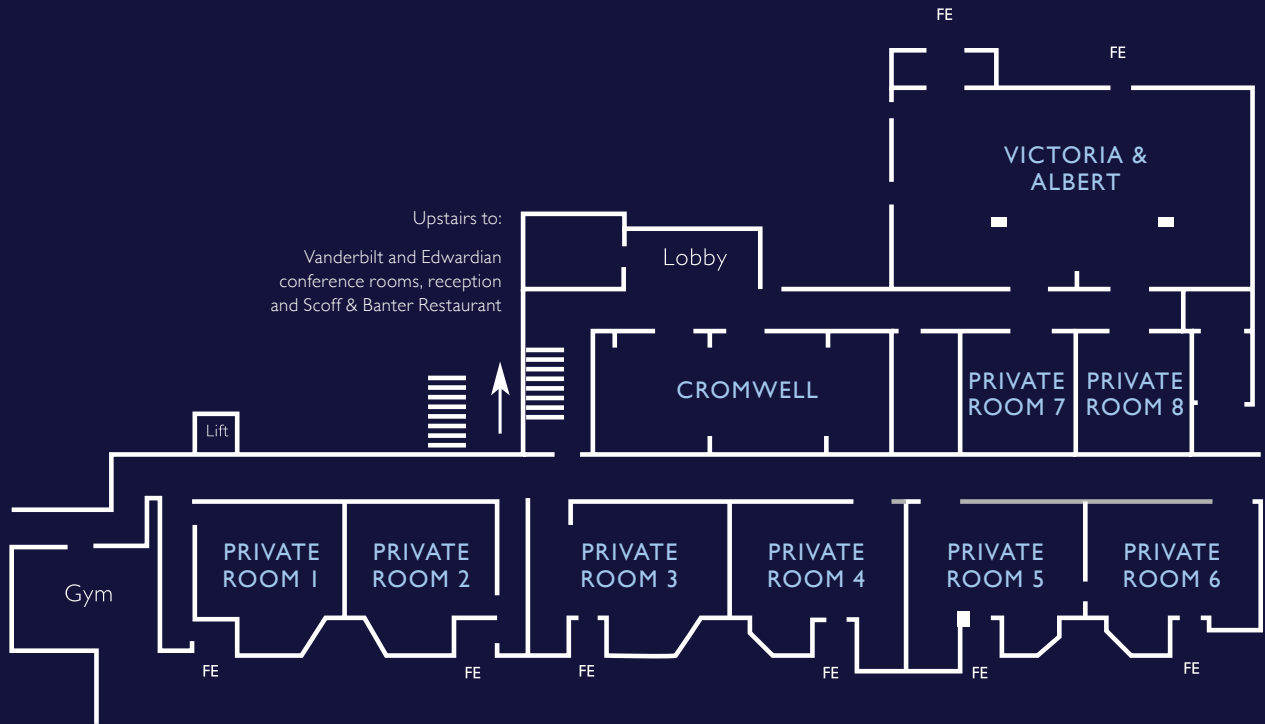 FE
FE
VICTORIA &
ALBERT
Upstairs to:
Vanderbilt and Edwardian
conference rooms, reception
and Scoff & Banter Restaurant
Lobby
CROMWELL
PRIVATE
ROOM 7
PRIVATE
ROOM 8
Lift
PRIVATE
ROOM 1
PRIVATE
ROOM 2
PRIVATE
ROOM 3
PRIVATE
ROOM 4
PRIVATE
ROOM 5
PRIVATE
ROOM 6
Gym
FE
FE
FE
FE
FE
FE